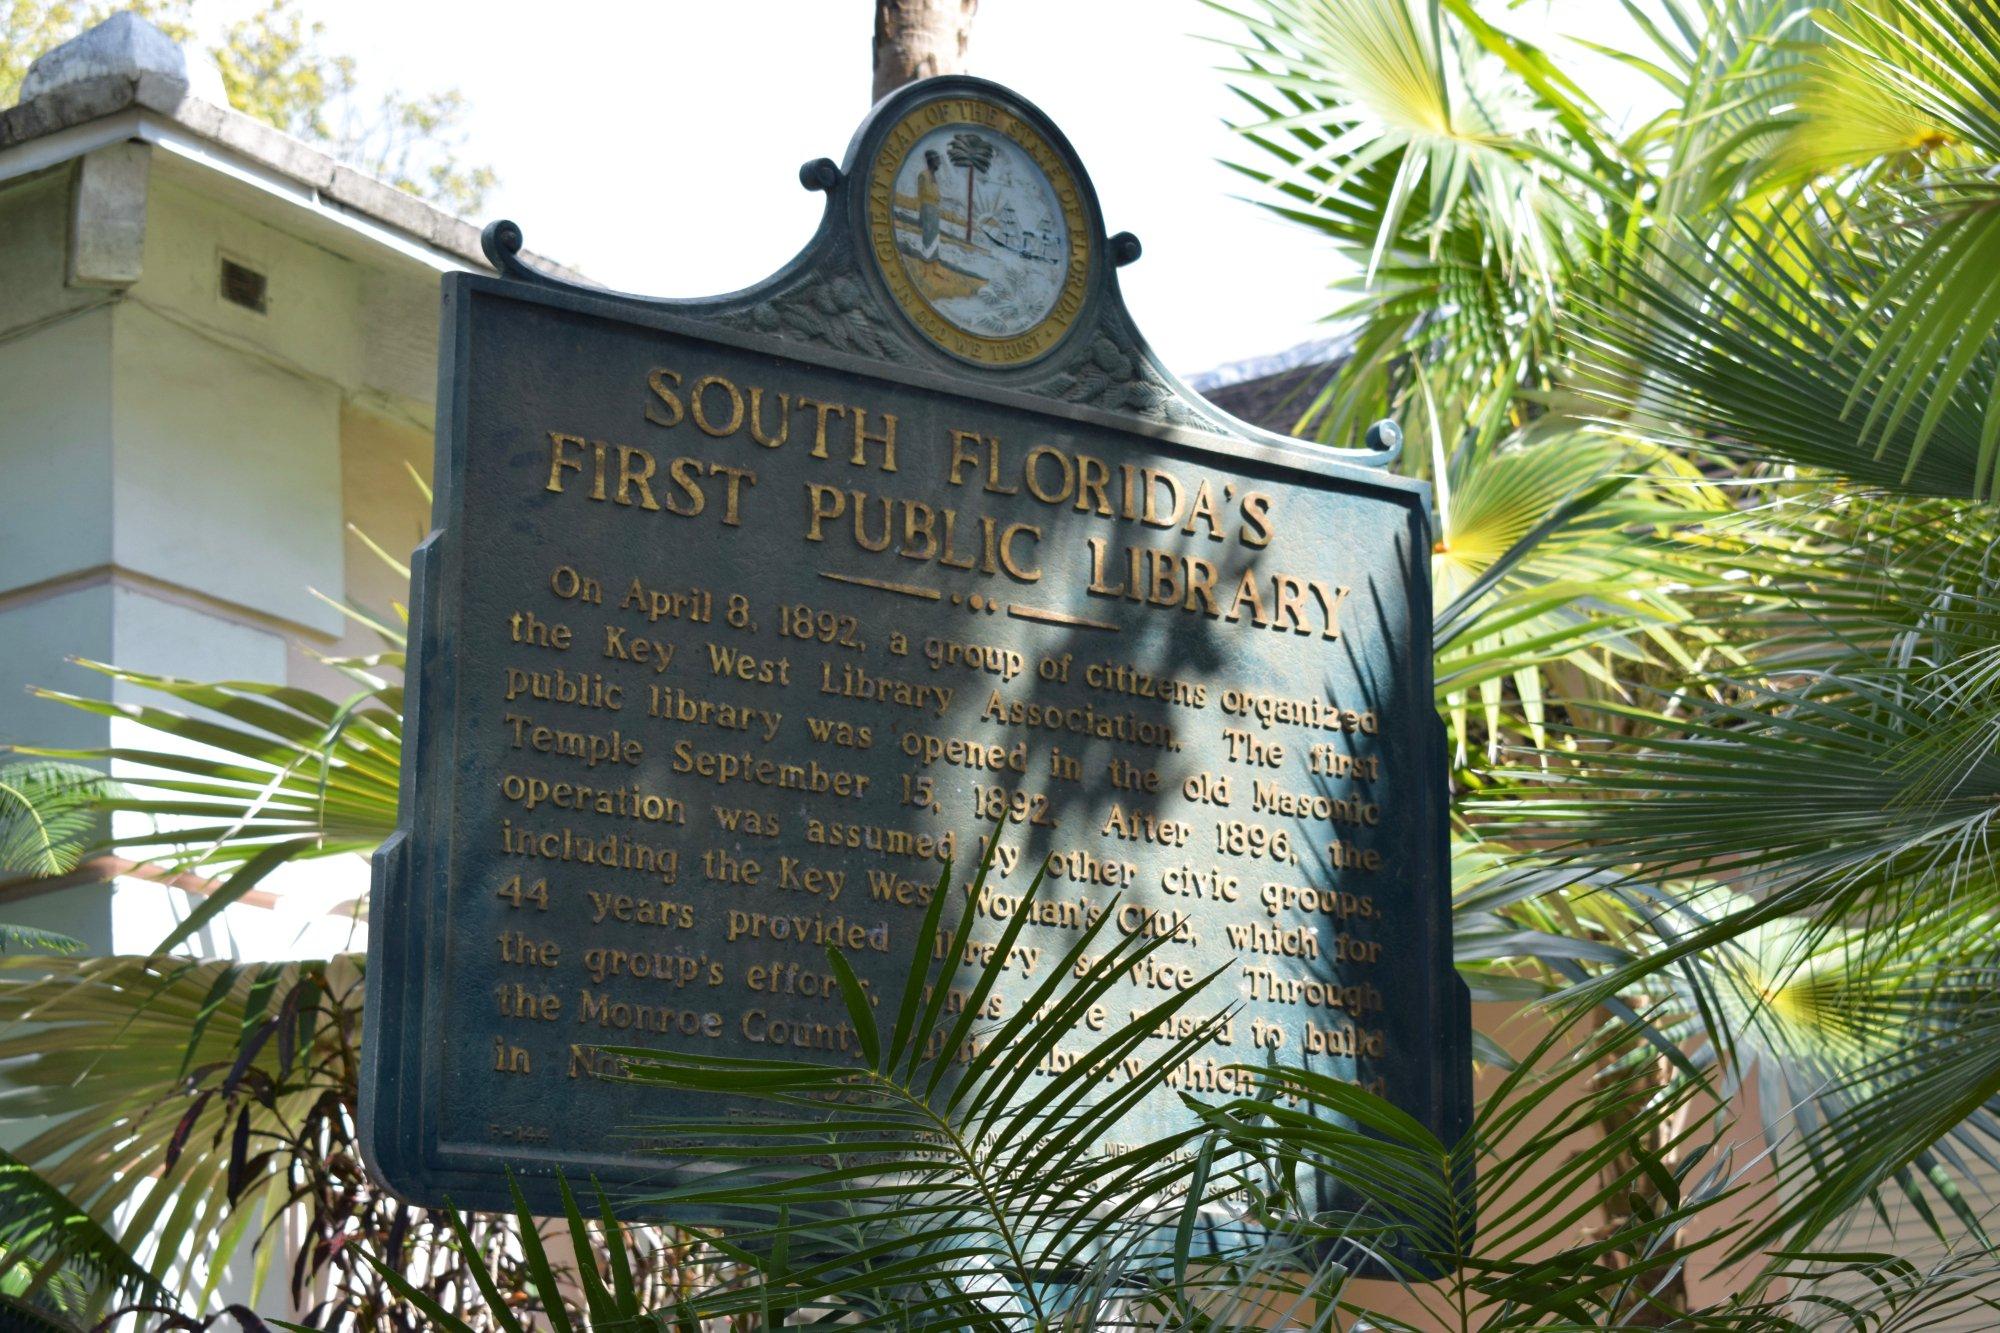 GREAT SEAL OF THE STATE OF FLORIDA
IN GOD WE TRUST
SOUTH FLORIDA'S
FIRST PUBLIC LIBRARY
On April 8, 1892, a group of citizens organized
the Key West Library Association. The first
public library was opened in the old Masonic
Temple September 15, 1892. After 1896, the
operation was assumed by other civic groups,
including the Key West Woman's Club, which for
44 years provided library service. Through
the group's efforts, funds were raised to build
the Monroe County Public Library which opened
in
F-144